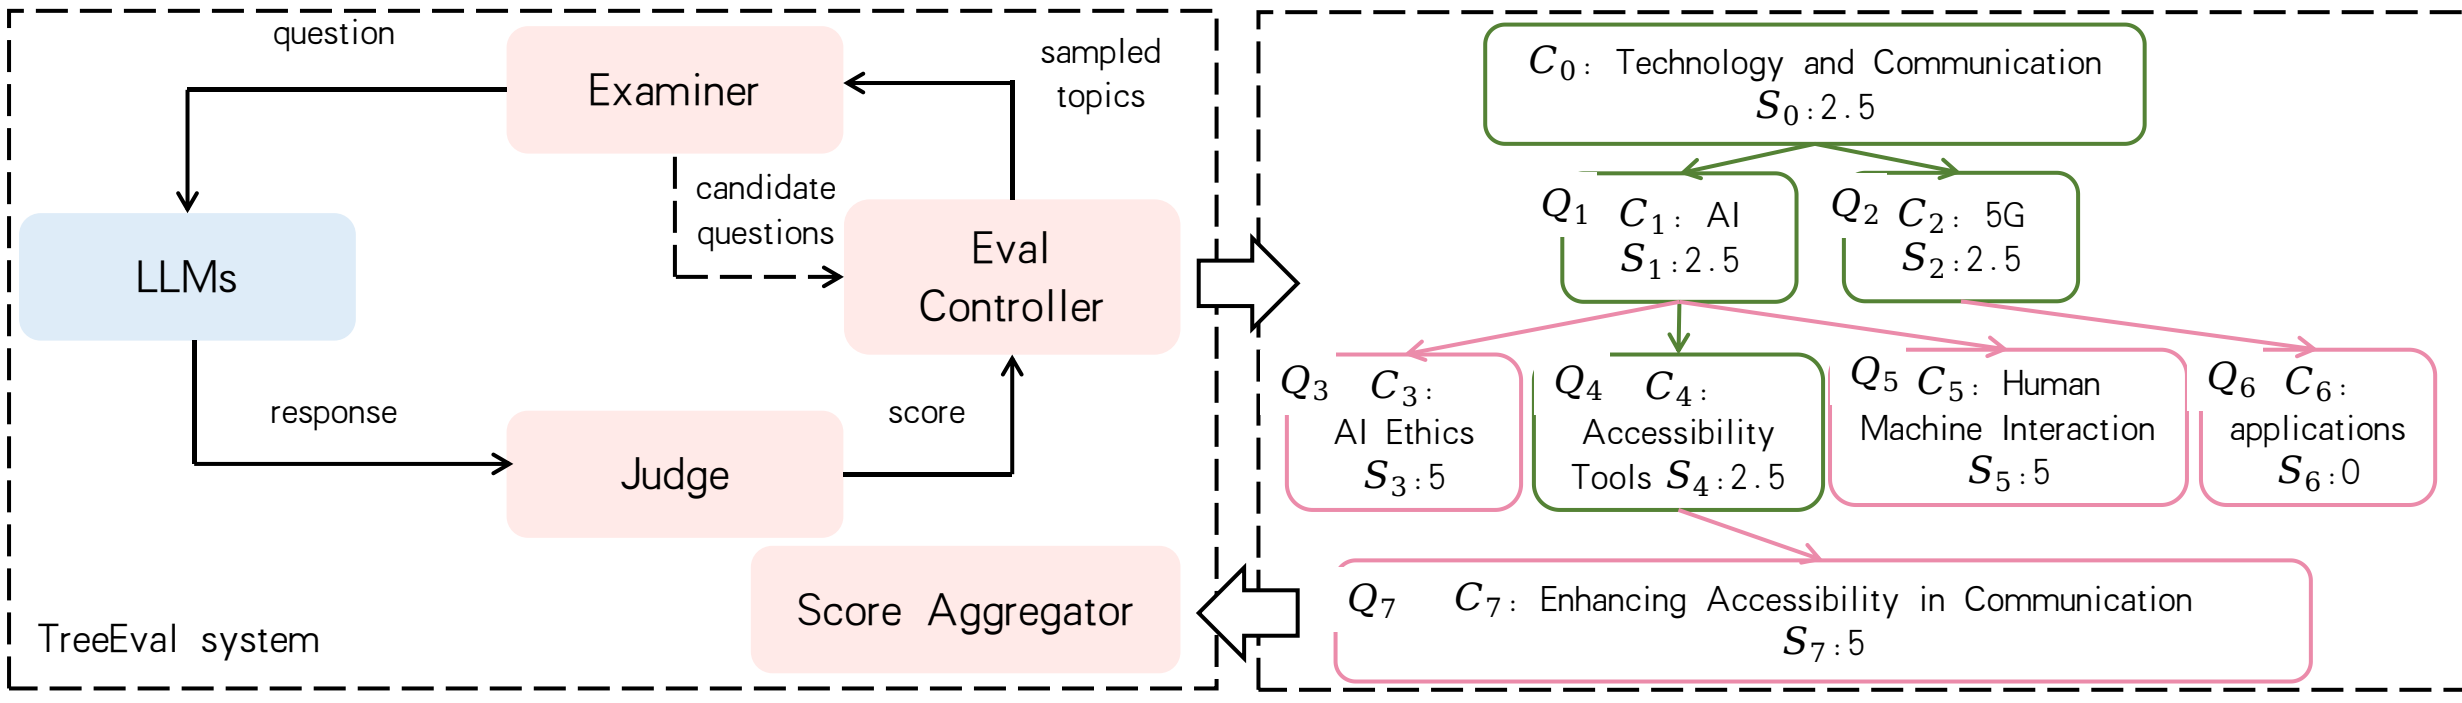 question
Examiner
sampled
topics
candidate
questions
LLMs
Eval
Controller
response
score
Judge
Score Aggregator
TreeEval system
C0: Technology and Communication
S0:2.5
Q1 C1: AI
S1:2.5
Q2 C2: 5G
S2:2.5
Q3 C3:
AI Ethics
S3:5
Q4 C4:
Accessibility
Tools S4:2.5
Q5 C5: Human
Machine Interaction
S5:5
Q6 C6:
applications
S6:0
Q7 C7: Enhancing Accessibility in Communication
S7:5